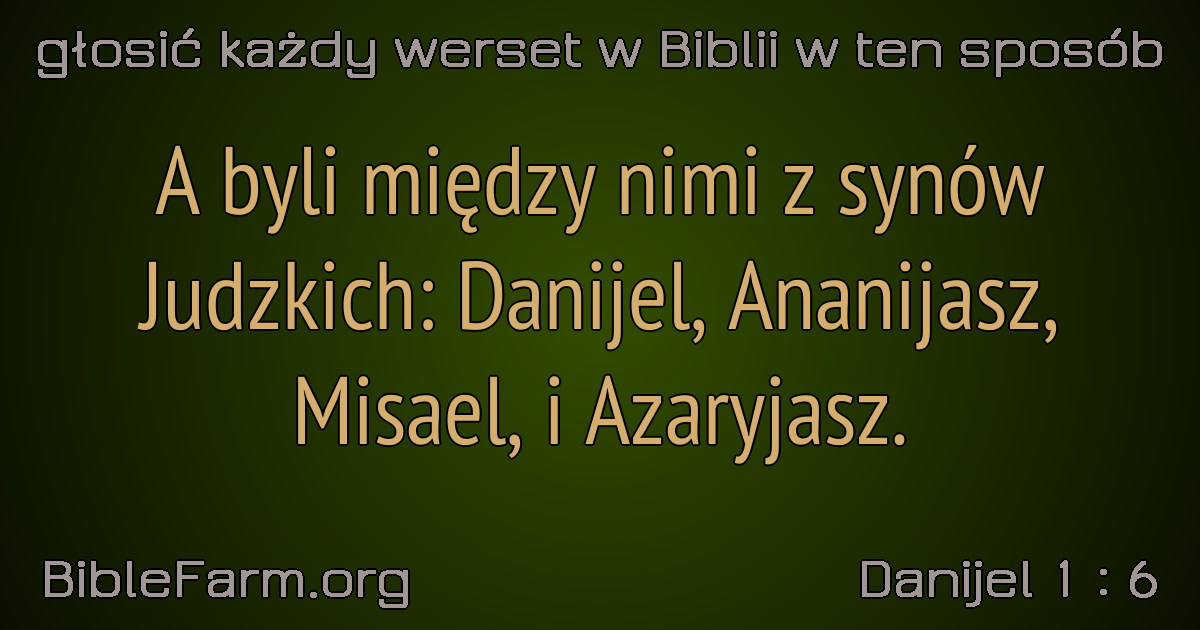 głosić każdy werset w Biblii w ten sposób
A byli między nimi z synów
Judzkich: Danijel, Ananijasz,
Misael, i Azaryjasz.
BibleFarm.org
Danijel 1 : 6